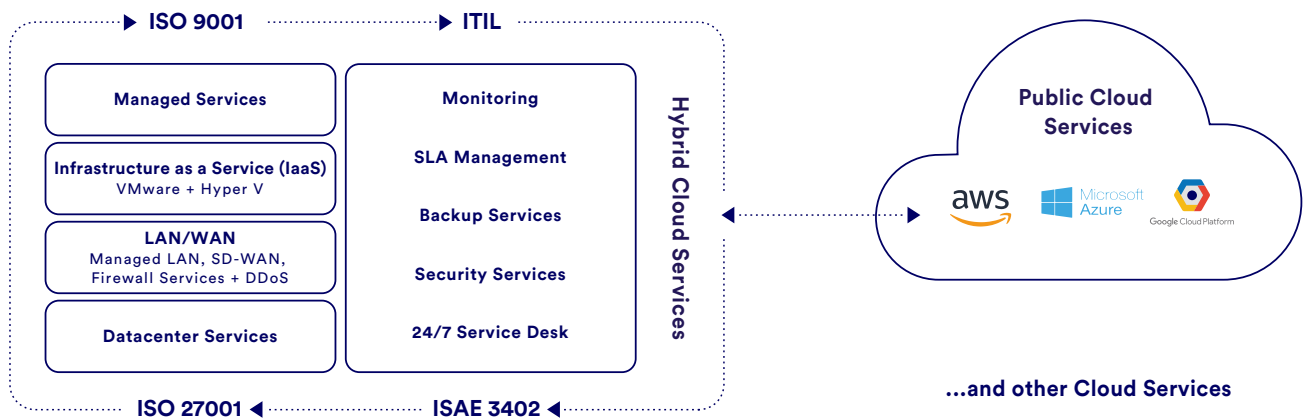 ISO 9001
ITIL
Managed Services
Infrastructure as a Service (IaaS)
VMware + Hyper V
LAN/WAN
Managed LAN, SD-WAN,
Firewall Services + DDoS
Datacenter Services
Monitoring
SLA Management
Backup Services
Security Services
24/7 Service Desk
Hybrid Cloud Services
ISO 27001
ISAE 3402
Public Cloud
Services
aws
Microsoft
Azure
Google Cloud Platform
...and other Cloud Services